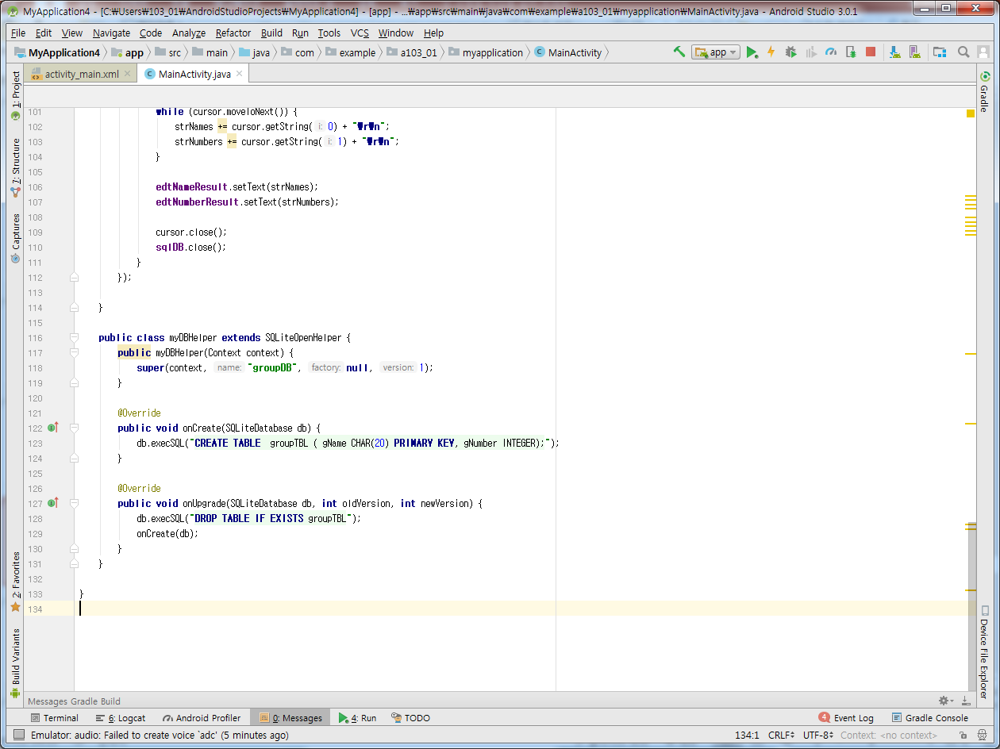 MyApplication4 - [C:₩Users₩103_01₩AndroidStudioProjects₩MyApplication4] - [app] - ...₩app₩src₩main₩java₩com₩example₩a103_01₩myapplication₩MainActivity.java - Android Studio 3.0.1
File Edit View Navigate Code Analyze Refactor Build Run Tools VCS Window Help
MyApplication4 app src main java com example a103_01 myapplication MainActivity app
activity_main.xml MainActivity.java
1: Project
7: Structure
Captures
2: Favorites
Build Variants
101 while (cursor.moveToNext()) {
102 strNames += cursor.getString( i: 0) + "₩r₩n";
103 strNumbers += cursor.getString( i: 1) + "₩r₩n";
104 }
105
106 edtNameResult.setText(strNames);
107 edtNumberResult.setText(strNumbers);
108
109 cursor.close();
110 sqlDB.close();
111 }
112 });
113
114 }
115
116 public class myDBHelper extends SQLiteOpenHelper {
117 public myDBHelper(Context context) {
118 super(context, name: "groupDB", factory: null, version: 1);
119 }
120
121 @Override
122 public void onCreate(SQLiteDatabase db) {
123 db.execSQL("CREATE TABLE  groupTBL ( gName CHAR(20) PRIMARY KEY, gNumber INTEGER);");
124 }
125
126 @Override
127 public void onUpgrade(SQLiteDatabase db, int oldVersion, int newVersion) {
128 db.execSQL("DROP TABLE IF EXISTS groupTBL");
129 onCreate(db);
130 }
131 }
132
133 }
134
Gradle
Device File Explorer
Messages Gradle Build
Terminal 6: Logcat Android Profiler 0: Messages 4: Run TODO 4 Event Log Gradle Console
Emulator: audio: Failed to create voice `adc' (5 minutes ago) 134:1 CRLF UTF-8 Context: <no context>